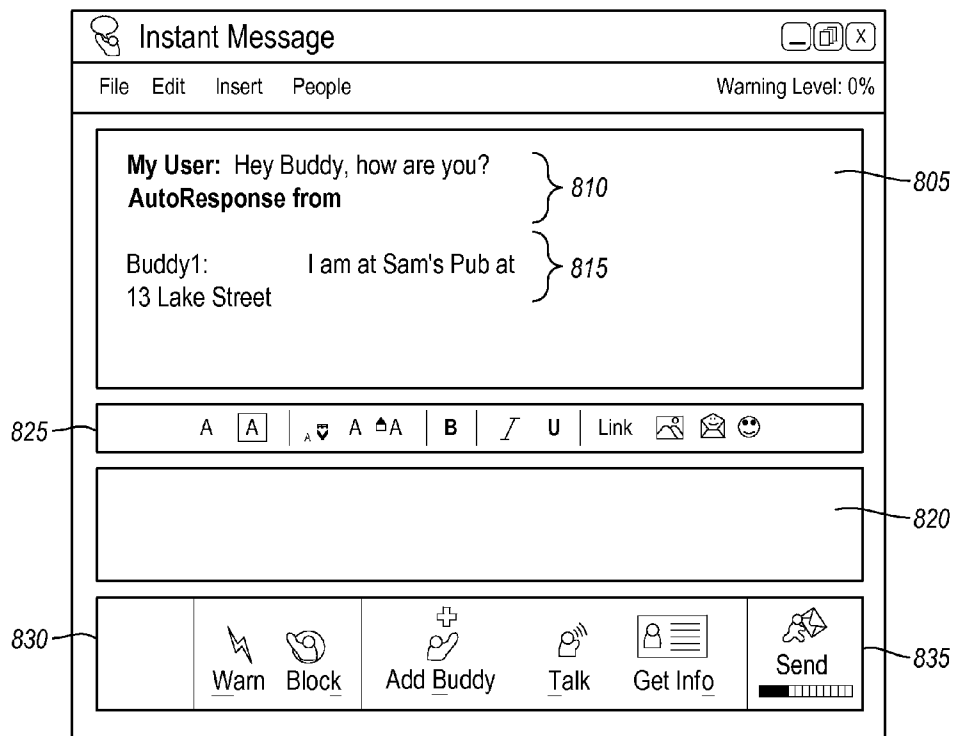 Instant Message
X
File Edit Insert People Warning Level: 0%
My User: Hey Buddy, how are you?
AutoResponse from
810
805
Buddy1: I am at Sam's Pub at
13 Lake Street
815
825
A A A A A B I U Link
820
830
Warn Block Add Buddy Talk Get Info Send
835